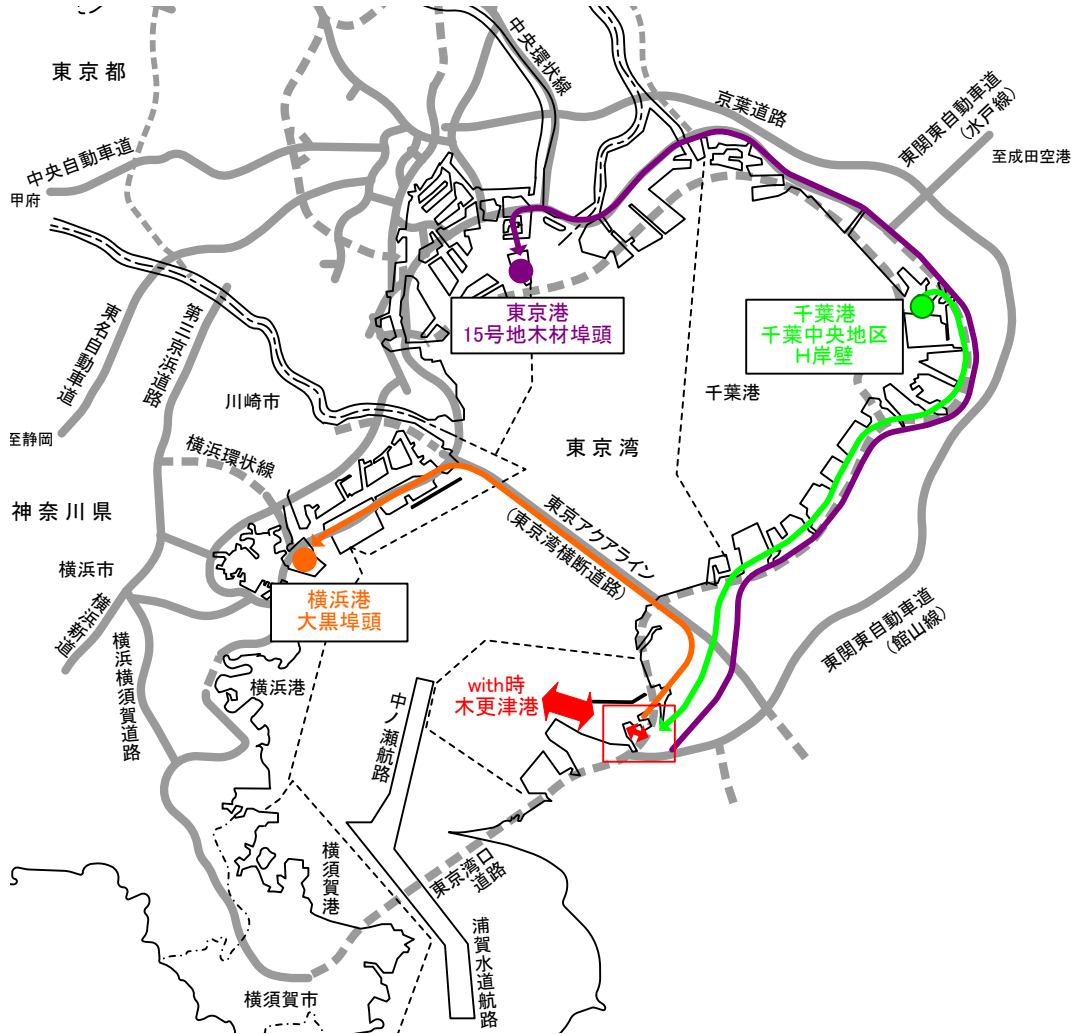 東京都
中央環状線
京葉道路
東関東自動車道
(水戸線)
至成田空港
中央自動車道
甲府
東京港
15号地木材埠頭
千葉港
千葉中央地区
H岸壁
東名自動車道
第三京浜道路
川崎市
千葉港
至静岡
東京湾
横浜環状線
神奈川県
東京アクアライン
(東京湾横断道路)
横浜市
横浜新道
横浜港
大黒埠頭
東関東自動車道
(館山線)
横浜横須賀道路
横浜港
with時
木更津港
中ノ瀬航路
横須賀港
東京湾口
道路
浦賀水道航路
横須賀市